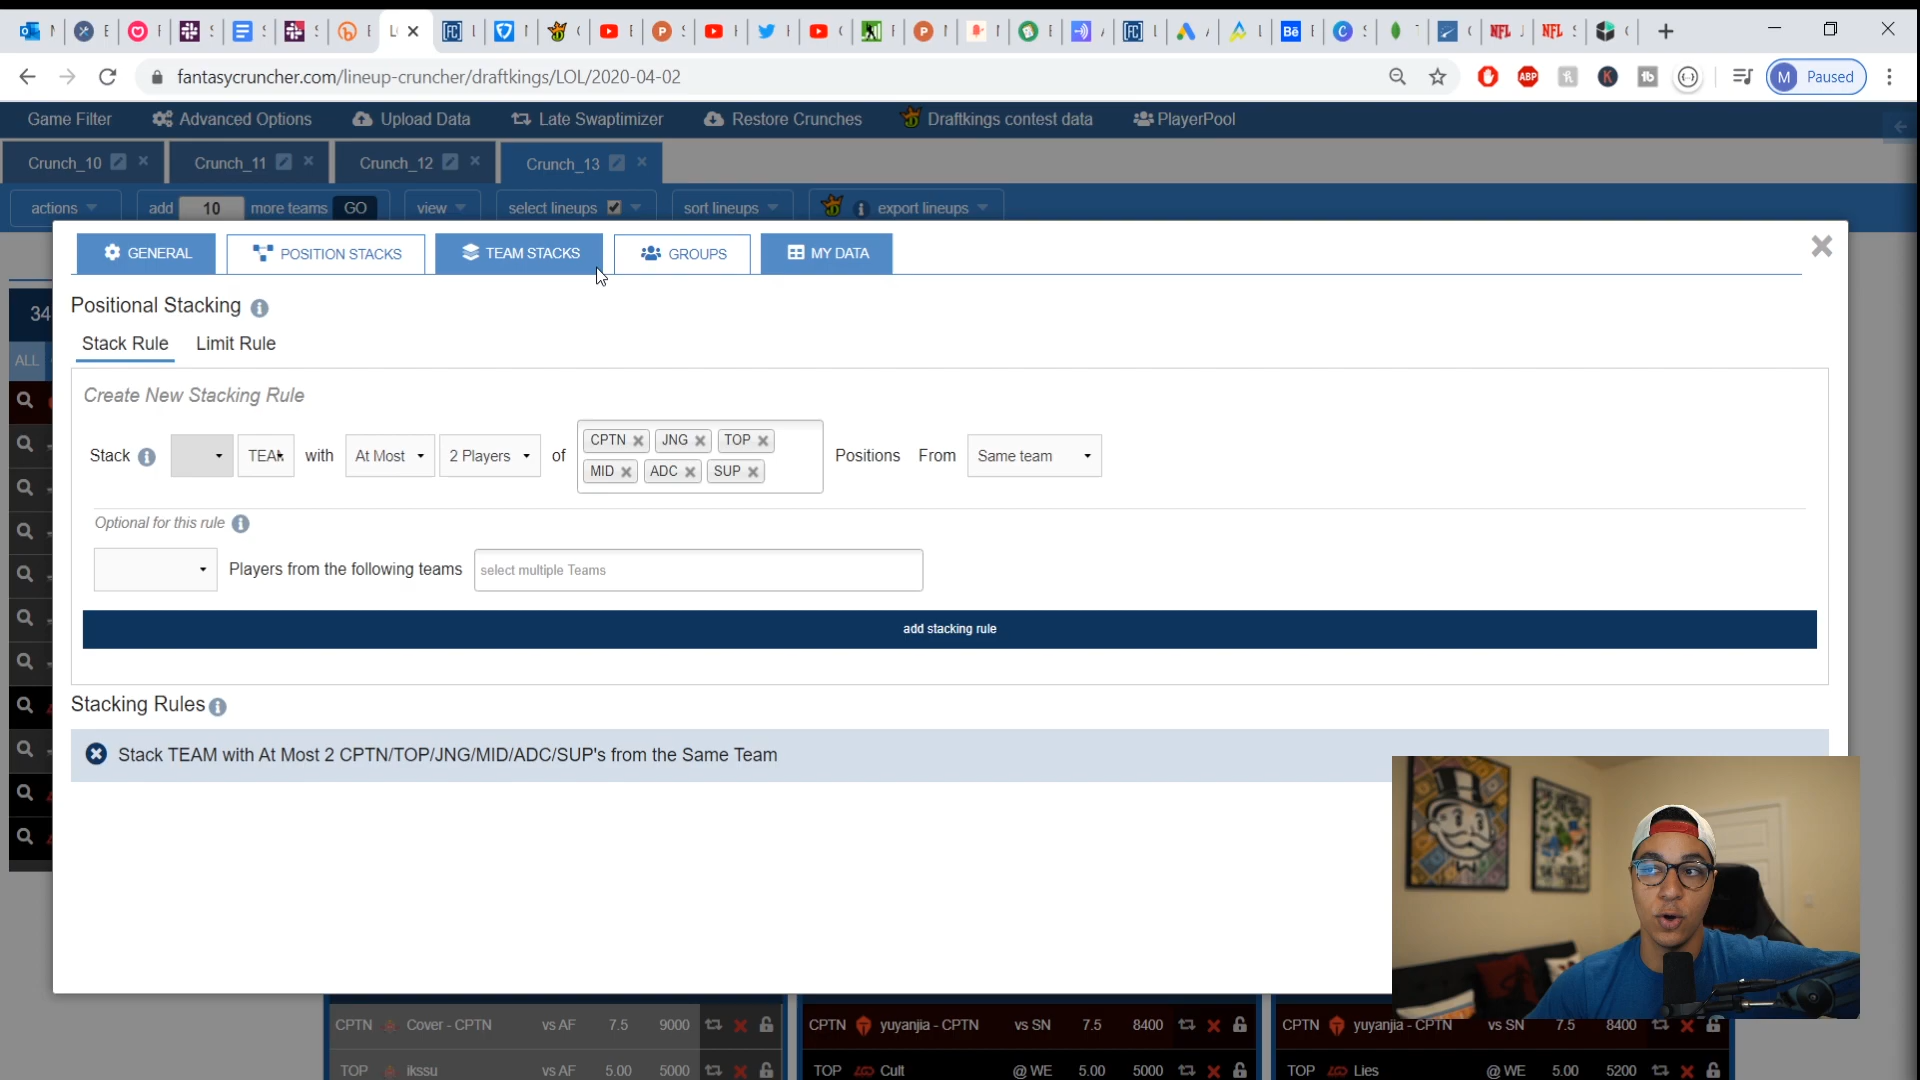 fantasycruncher.com/lineup-cruncher/draftkings/LOL/2020-04-02
ABP
M Paused
Game Filter Advanced Options Upload Data Late Swaptimizer Restore Crunches Draftkings contest data PlayerPool
Crunch_10 Crunch_11 Crunch_12 Crunch_13
actions add 10 more teams GO view select lineups sort lineups export lineups
GENERAL POSITION STACKS TEAM STACKS GROUPS MY DATA
Positional Stacking
Stack Rule Limit Rule
34
ALL
Create New Stacking Rule
Stack TEAM with At Most 2 Players of CPTN JNG TOP MID ADC SUP Positions From Same team
Optional for this rule
Players from the following teams select multiple Teams
add stacking rule
Stacking Rules
Stack TEAM with At Most 2 CPTN/TOP/JNG/MID/ADC/SUP's from the Same Team
CPTN Cover - CPTN vs AF 7.5 9000 CPTN yuyanjia - CPTN vs SN 7.5 8400 CPTN yuyanjia - CPTN vs SN 7.5 8400
TOP ikssu vs AF 5.00 5000 TOP Cult @ WE 5.00 5000 TOP Lies @ WE 5.00 5200